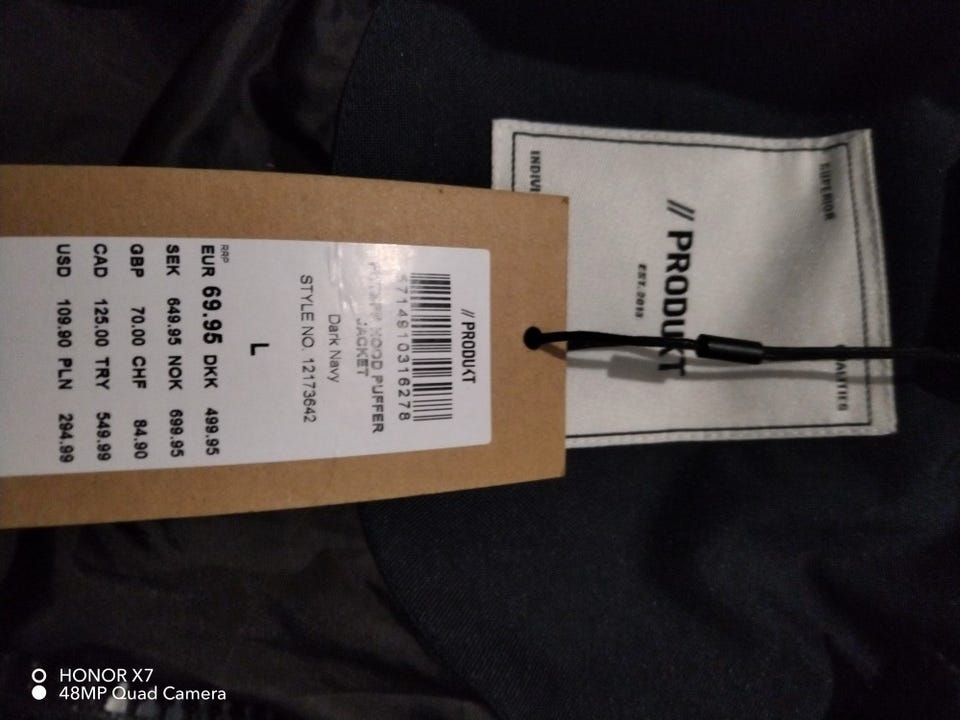 // PRODUKT
5714910316278
HOOD PUFFER
JACKET
Dark Navy
STYLE NO. 12173642
L
RRP
EUR 69.95 DKK 499.95
SEK 649.95 NOK 699.95
GBP 70.00 CHF 84.90
CAD 125.00 TRY 549.99
USD 109.90 PLN 294.99
SUPERIOR
// PRODUKT
EST. 2013
HONOR X7
48MP Quad Camera